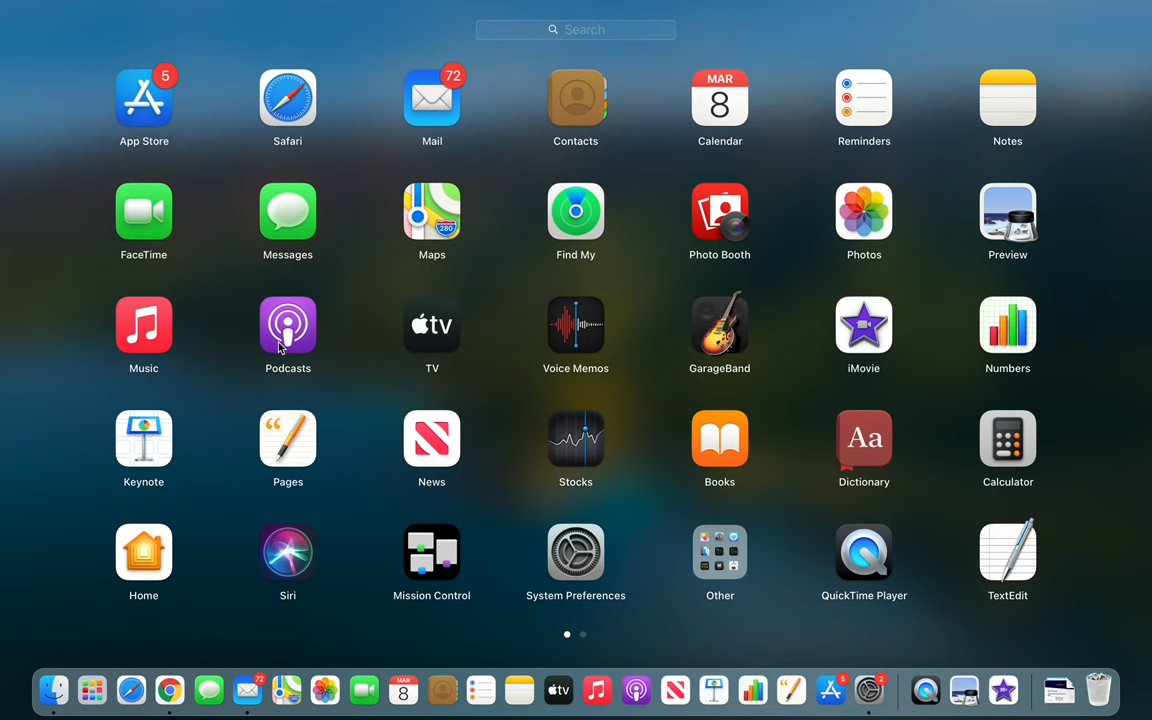 Search
5
72
MAR
8
App Store
Safari
Mail
Contacts
Calendar
Reminders
Notes
280
FaceTime
Messages
Maps
Find My
Photo Booth
Photos
Preview
tv
Music
Podcasts
TV
Voice Memos
GarageBand
iMovie
Numbers
Aa
Keynote
Pages
News
Stocks
Books
Dictionary
Calculator
Home
Siri
Mission Control
System Preferences
Other
QuickTime Player
TextEdit
72
MAR
8
tv
5
2
PDF